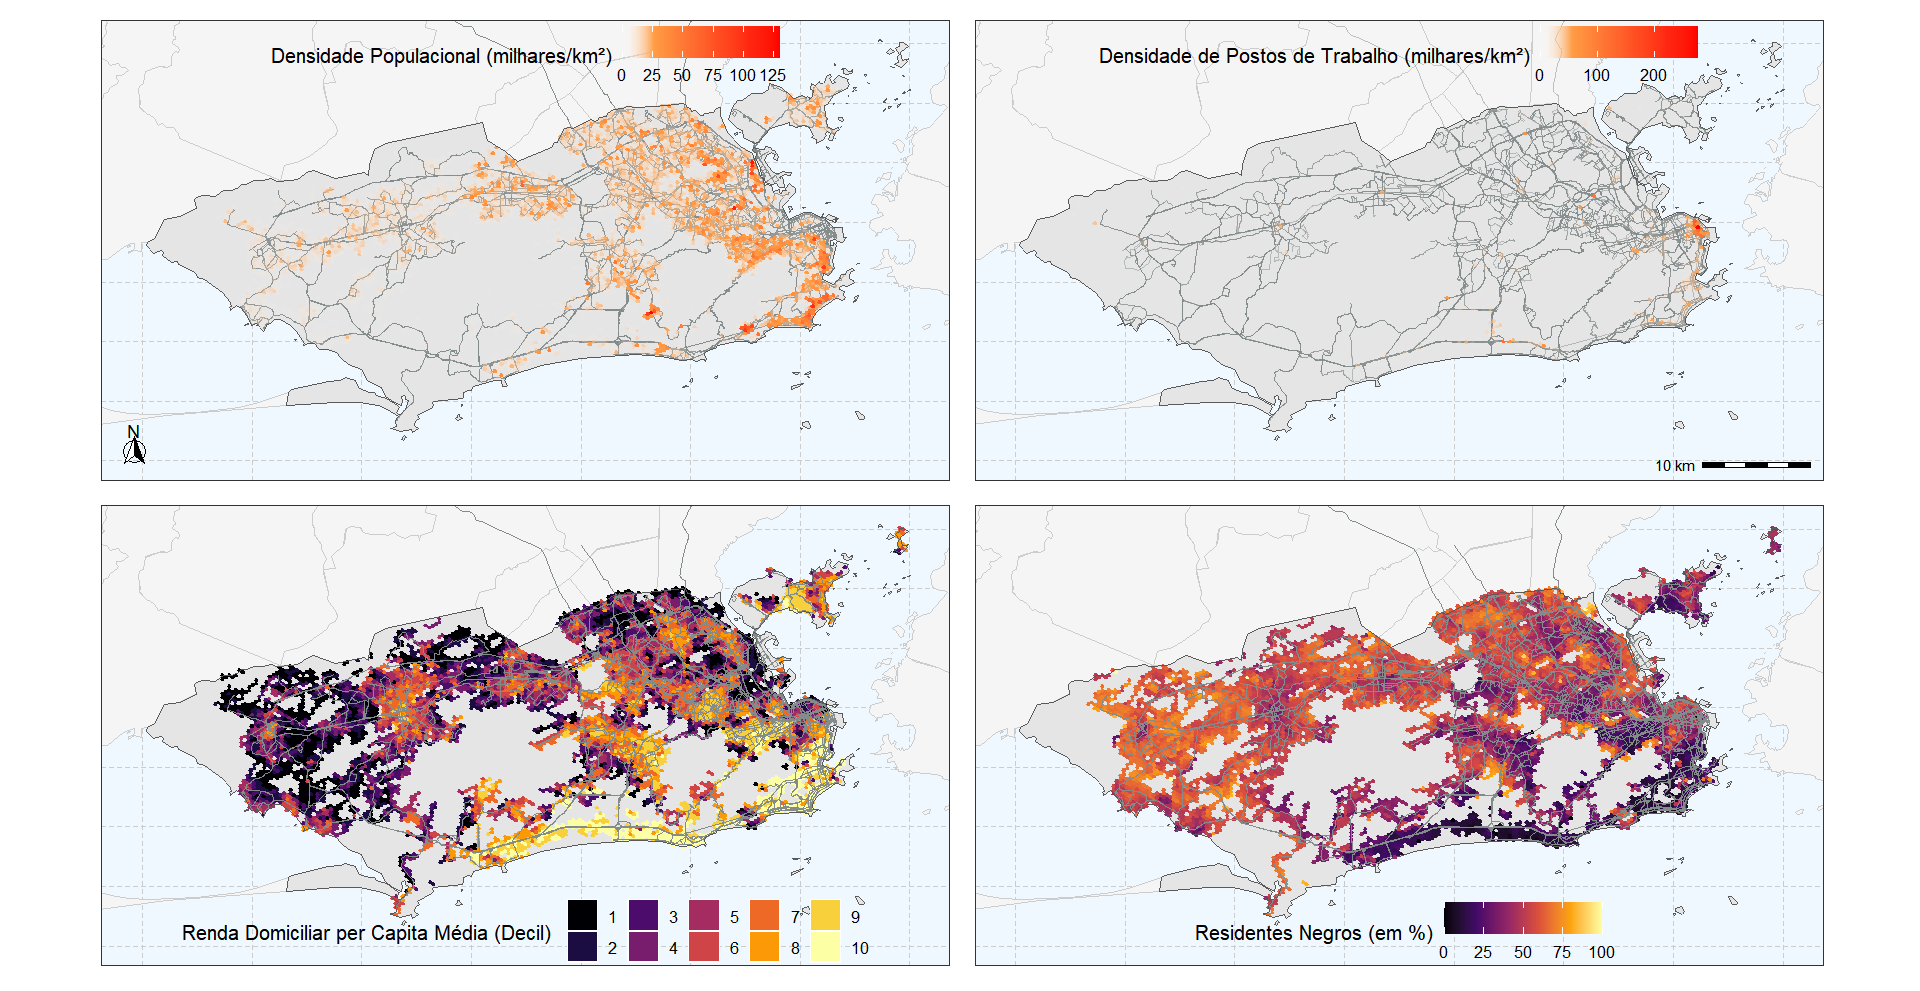 Densidade Populacional (milhares/km²)
0 25 50 75 100 125
Densidade de Postos de Trabalho (milhares/km²)
0 100 200
N
10 km
Renda Domiciliar per Capita Média (Decil)
1 3 5 7 9
2 4 6 8 10
Residentes Negros (em %)
0 25 50 75 100